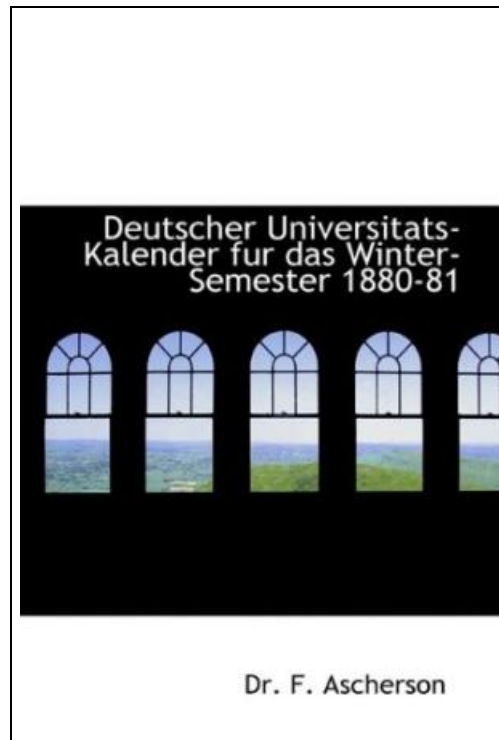 Deutscher Universitats-
Kalender fur das Winter-
Semester 1880-81
Dr. F. Ascherson